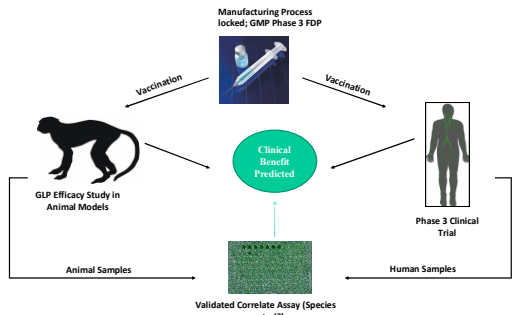 Manufacturing Process
locked; GMP Phase 3 FDP
Vaccination
Vaccination
Clinical
Benefit
Predicted
GLP Efficacy Study in
Animal Models
Phase 3 Clinical
Trial
Animal Samples
Human Samples
Validated Correlate Assay (Species